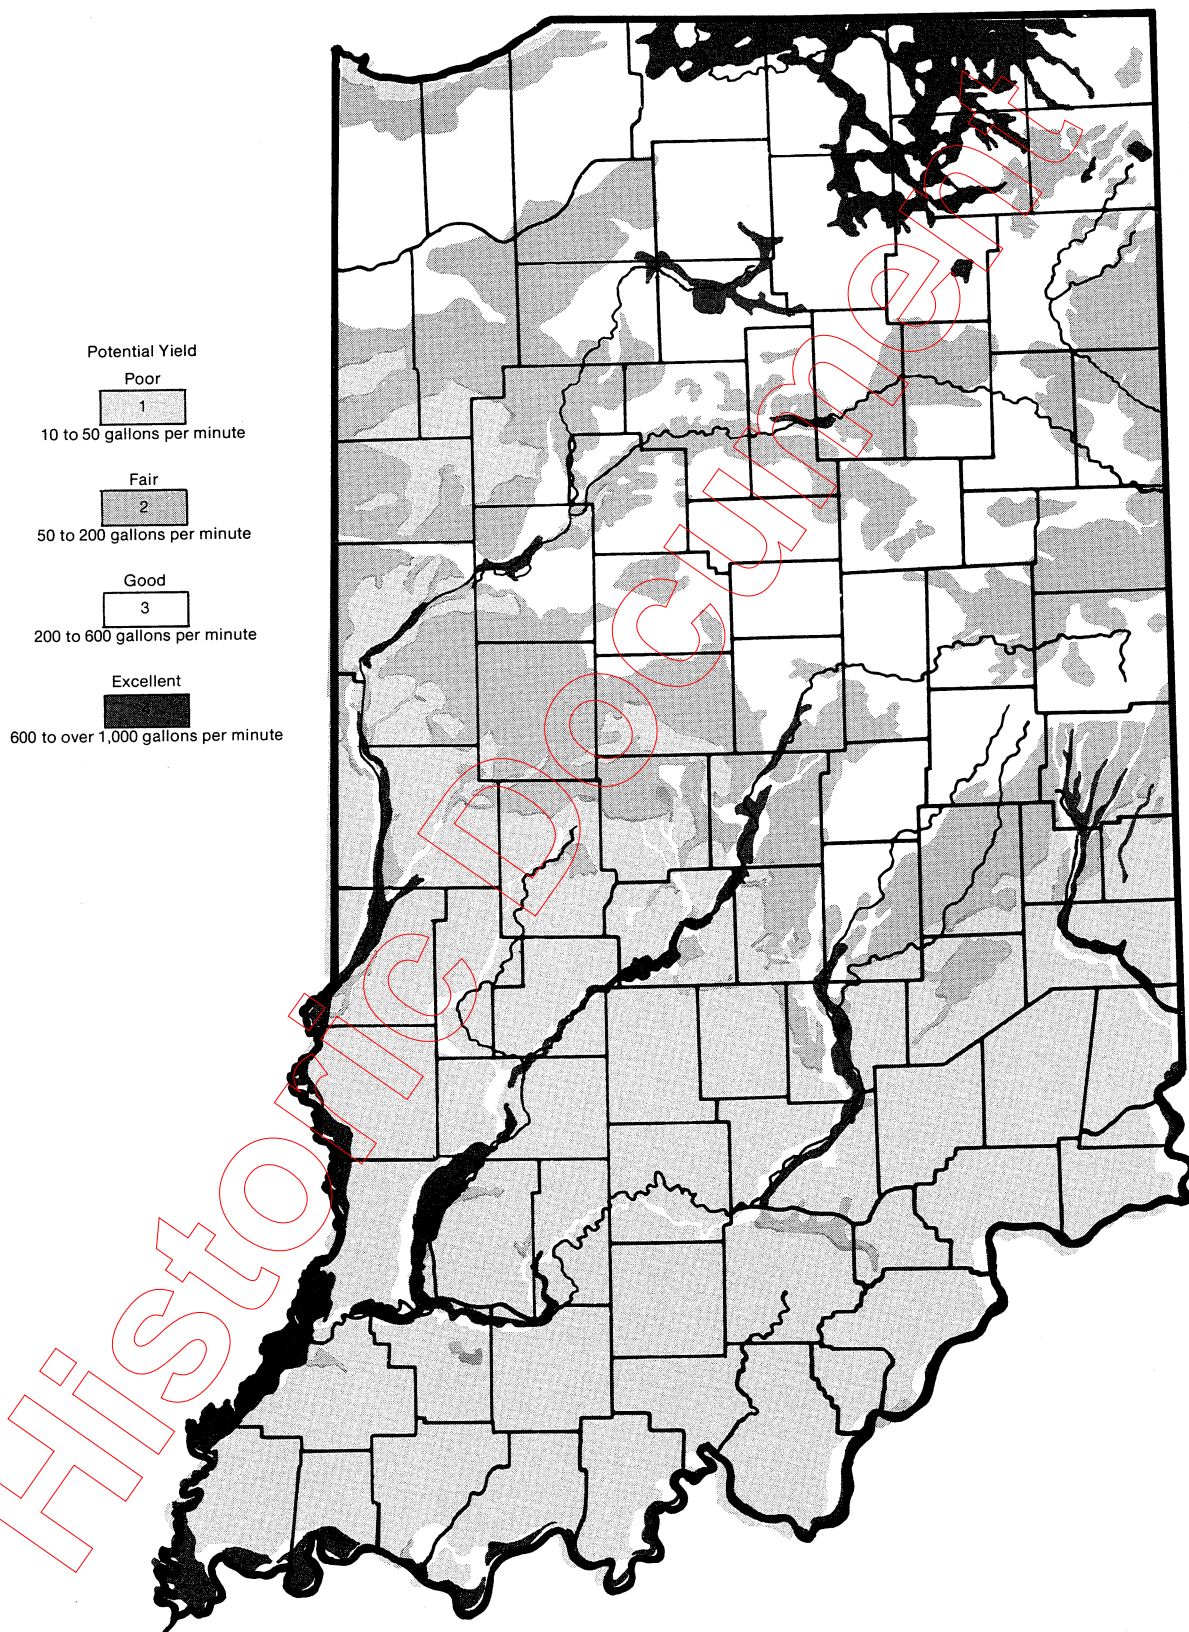 Potential Yield
Poor
1
10 to 50 gallons per minute
Fair
2
50 to 200 gallons per minute
Good
3
200 to 600 gallons per minute
Excellent
4
600 to over 1,000 gallons per minute
Historic Document